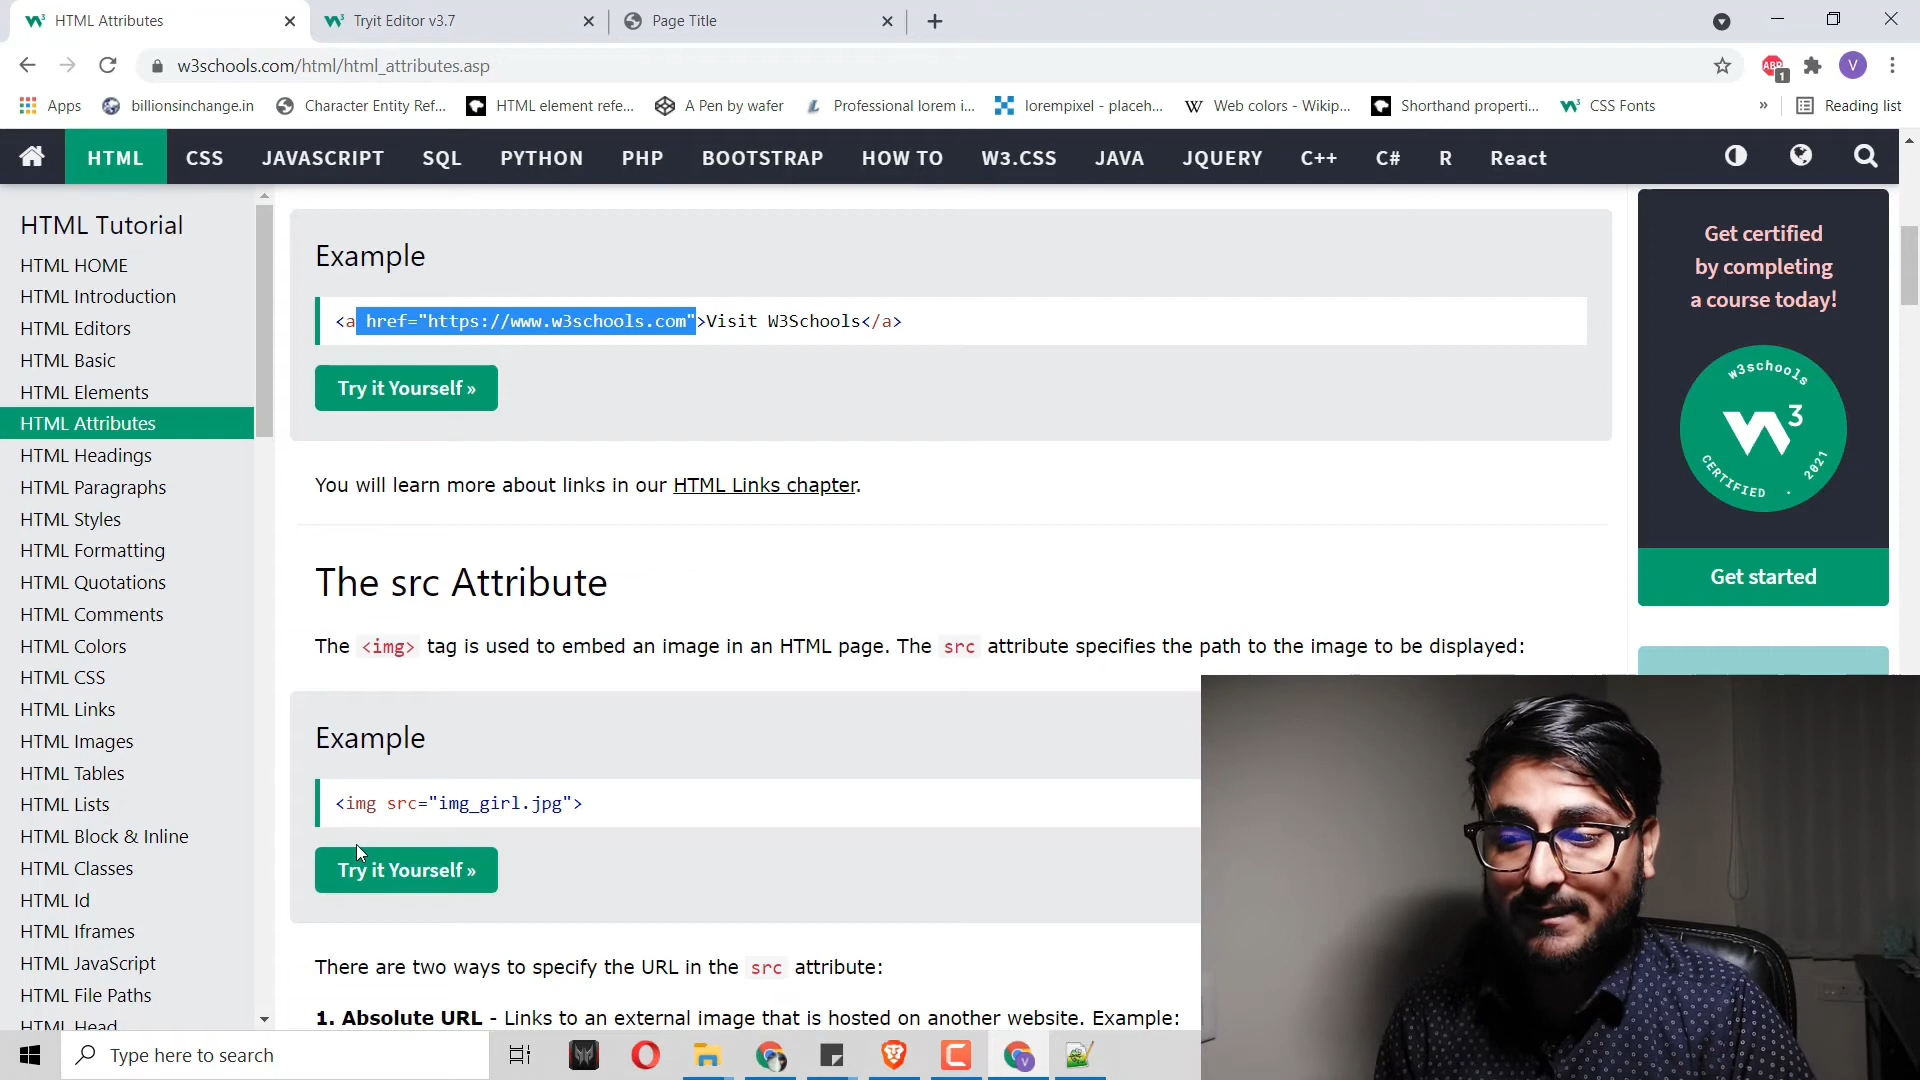 HTML Attributes
Tryit Editor v3.7
Page Title
w3schools.com/html/html_attributes.asp
ABP
1
V
Apps
billionsinchange.in
Character Entity Ref...
HTML element refe...
A Pen by wafer
Professional lorem i...
lorempixel - placeh...
Web colors - Wikip...
Shorthand properti...
CSS Fonts
»
Reading list
HTML
CSS
JAVASCRIPT
SQL
PYTHON
PHP
BOOTSTRAP
HOW TO
W3.CSS
JAVA
JQUERY
C++
C#
R
React
HTML Tutorial
HTML HOME
HTML Introduction
HTML Editors
HTML Basic
HTML Elements
HTML Attributes
HTML Headings
HTML Paragraphs
HTML Styles
HTML Formatting
HTML Quotations
HTML Comments
HTML Colors
HTML CSS
HTML Links
HTML Images
HTML Tables
HTML Lists
HTML Block & Inline
HTML Classes
HTML Id
HTML Iframes
HTML JavaScript
HTML File Paths
HTML Head
Example
<a href="https://www.w3schools.com">Visit W3Schools</a>
Try it Yourself »
You will learn more about links in our HTML Links chapter.
The src Attribute
The <img> tag is used to embed an image in an HTML page. The src attribute specifies the path to the image to be displayed:
Example
<img src="img_girl.jpg">
Try it Yourself »
There are two ways to specify the URL in the src attribute:
1. Absolute URL - Links to an external image that is hosted on another website. Example:
Get certified
by completing
a course today!
w3schools
W3
CERTIFIED . 2021
Get started
Type here to search
V